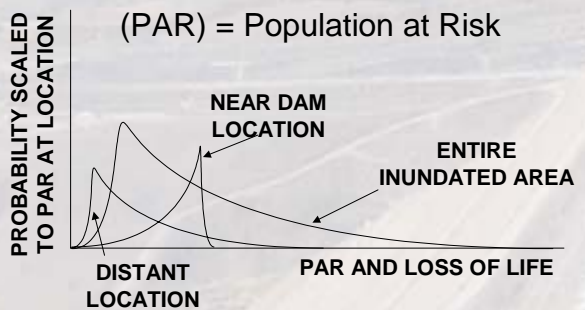 (PAR) = Population at Risk
PROBABILITY SCALED
TO PAR AT LOCATION
NEAR DAM
LOCATION
ENTIRE
INUNDATED AREA
DISTANT
LOCATION
PAR AND LOSS OF LIFE